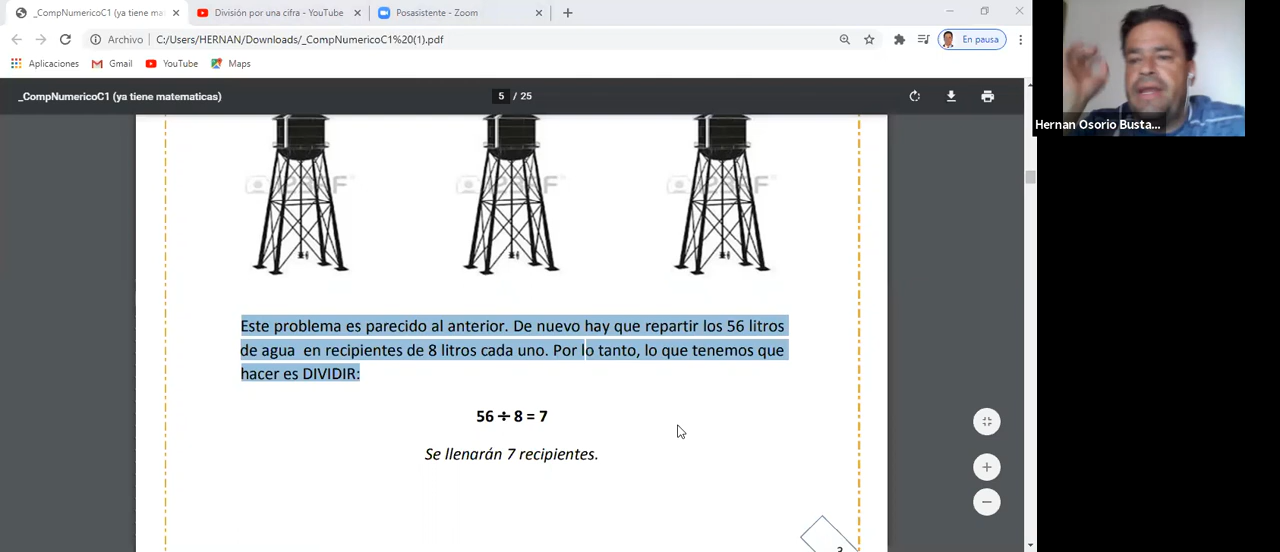 _CompNumericoC1 (ya tiene mate
División por una cifra - YouTube
Posasistente - Zoom
Archivo
C:/Users/HERNAN/Downloads/_CompNumericoC1%20(1).pdf
En pausa
Aplicaciones
Gmail
YouTube
Maps
_CompNumericoC1 (ya tiene matematicas)
5 / 25
Hernan Osorio Busta...
Este problema es parecido al anterior. De nuevo hay que repartir los 56 litros
de agua en recipientes de 8 litros cada uno. Por lo tanto, lo que tenemos que
hacer es DIVIDIR:
56 ÷ 8 = 7
Se llenarán 7 recipientes.